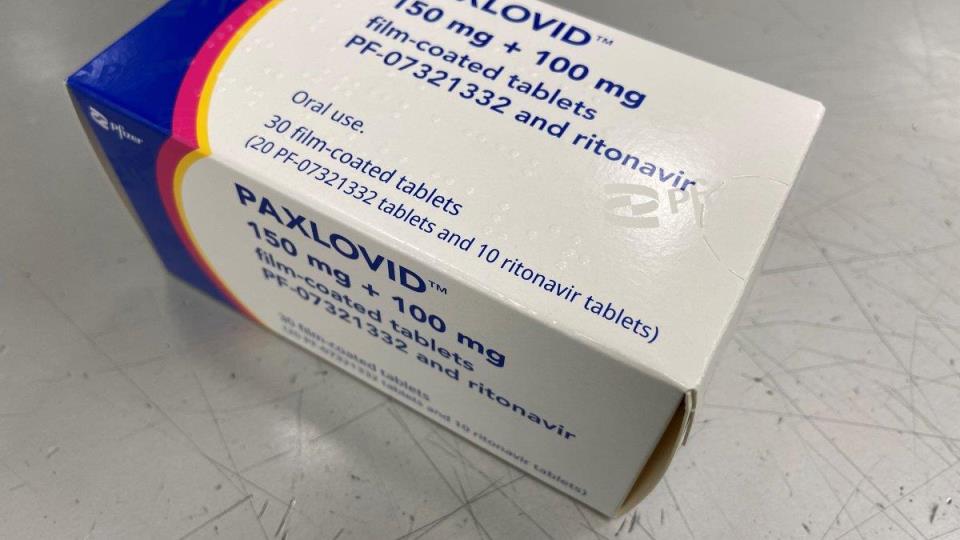 PAXLOVID™
150 mg + 100 mg
film-coated tablets
PF-07321332 and ritonavir
Oral use.
30 film-coated tablets
(20 PF-07321332 tablets and 10 ritonavir tablets)
Pfizer
PAXLOVID™
150 mg + 100 mg
film-coated tablets
PF-07321332 and ritonavir
30 film-coated tablets
(20 PF-07321332 tablets and 10 ritonavir tablets)